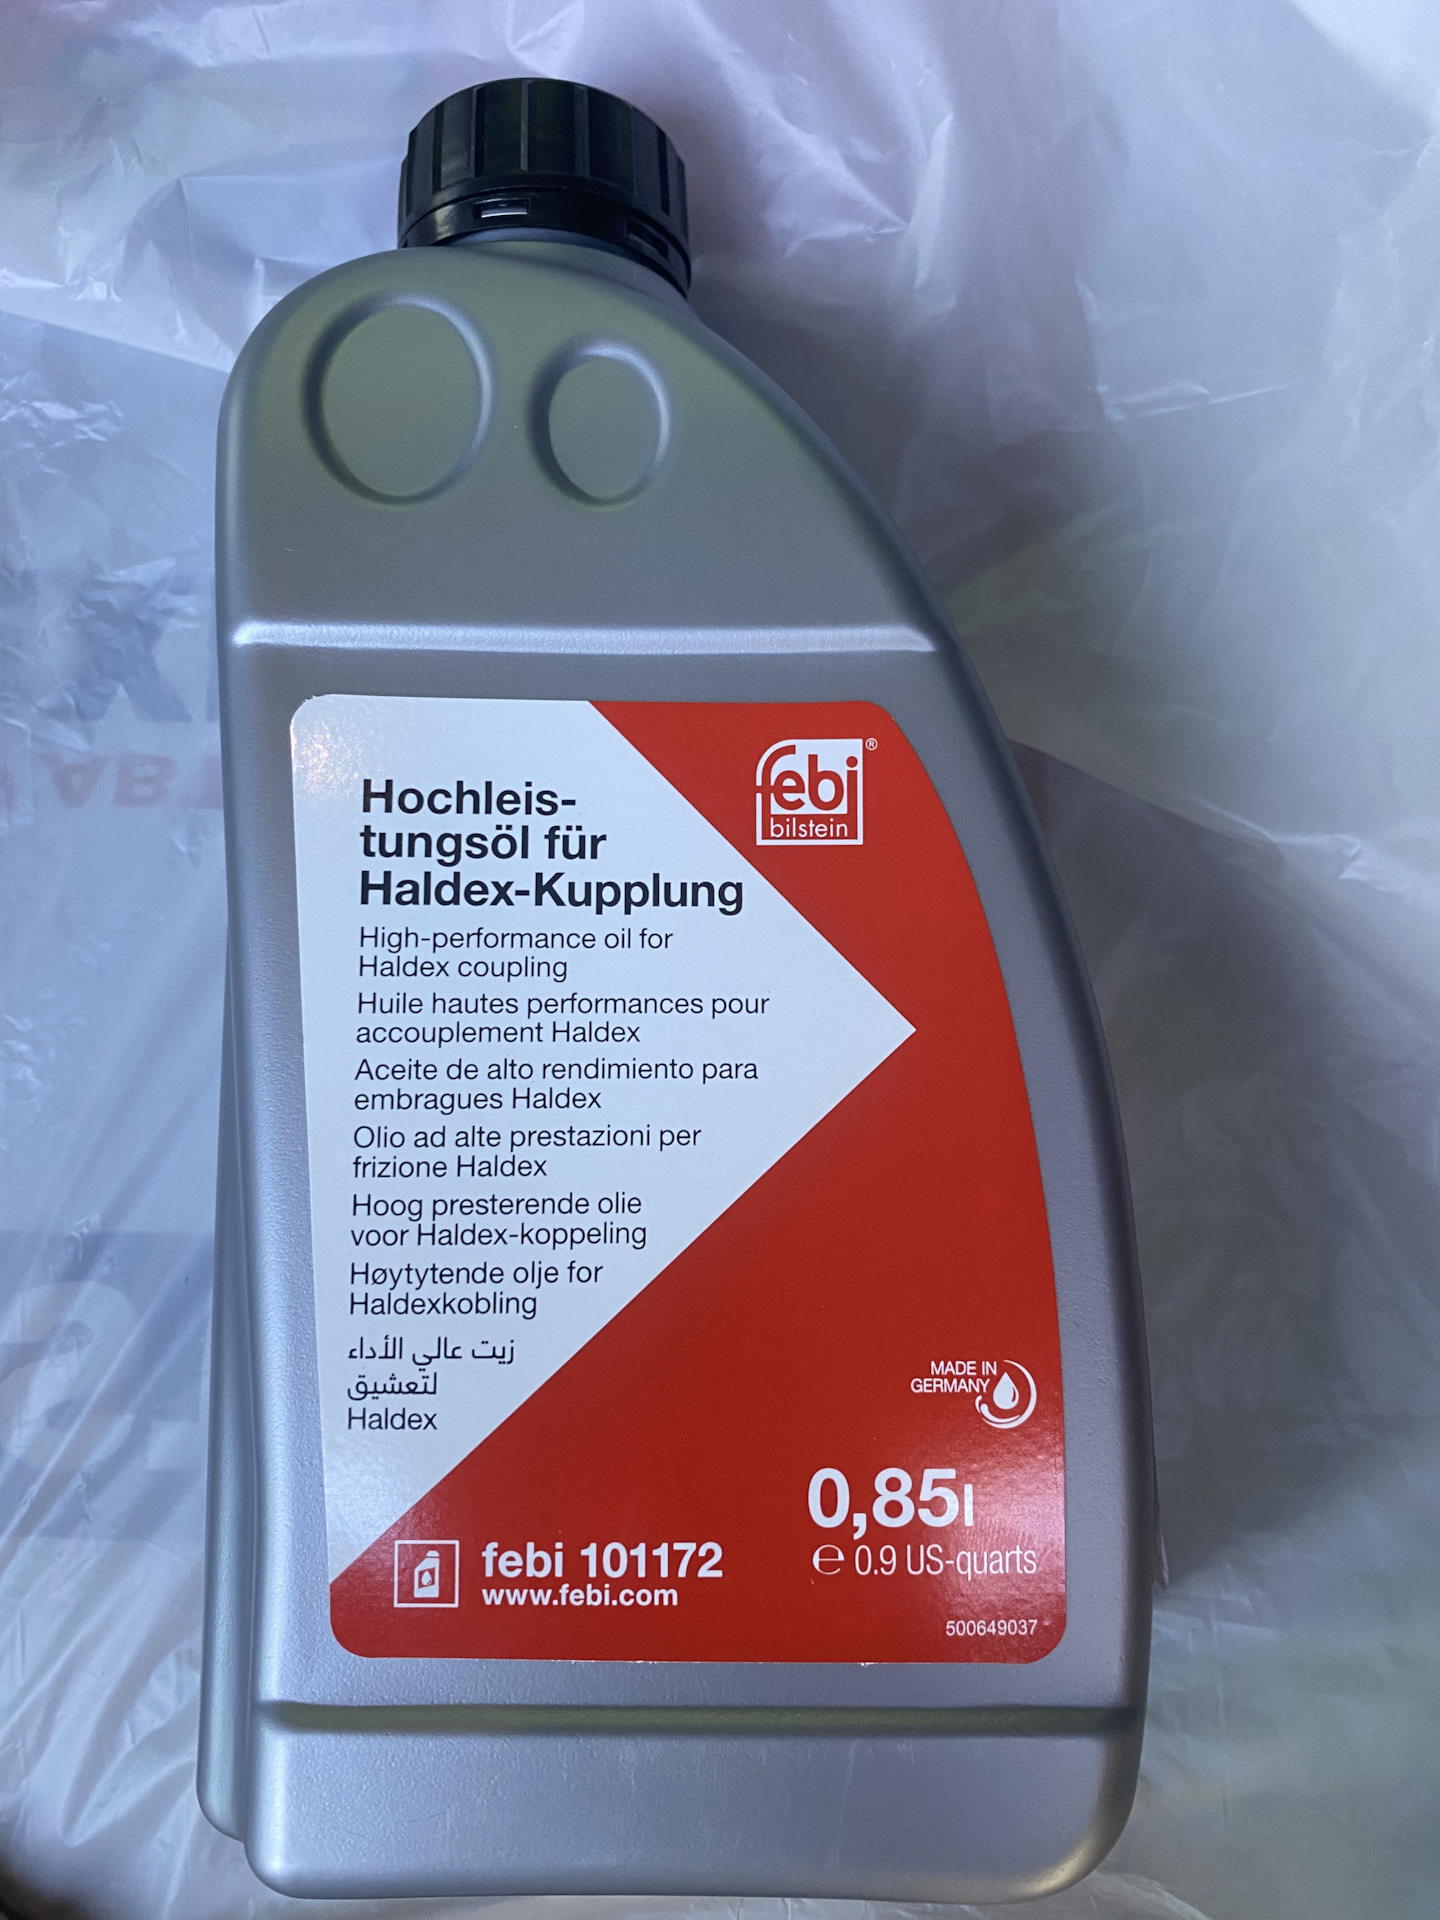 febi®
bilstein
Hochleis-
tungsöl für
Haldex-Kupplung
High-performance oil for
Haldex coupling
Huile hautes performances pour
accouplement Haldex
Aceite de alto rendimiento para
embragues Haldex
Olio ad alte prestazioni per
frizione Haldex
Hoog presterende olie
voor Haldex-koppeling
Høytytende olje for
Haldexkobling
زيت عالي الأداء
لتعشيق
Haldex
MADE IN
GERMANY
0,85l
℮ 0.9 US-quarts
febi 101172
www.febi.com
500649037